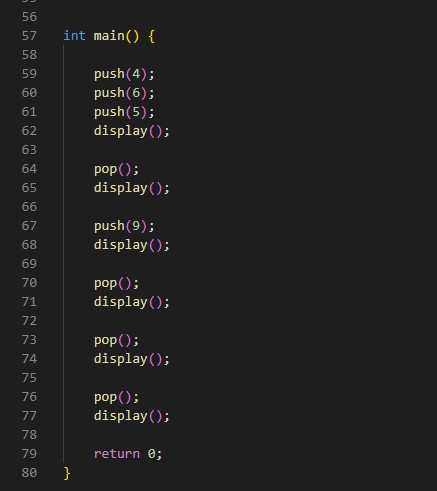 56
57 int main() {
58
59 push(4);
60 push(6);
61 push(5);
62 display();
63
64 pop();
65 display();
66
67 push(9);
68 display();
69
70 pop();
71 display();
72
73 pop();
74 display();
75
76 pop();
77 display();
78
79 return 0;
80 }